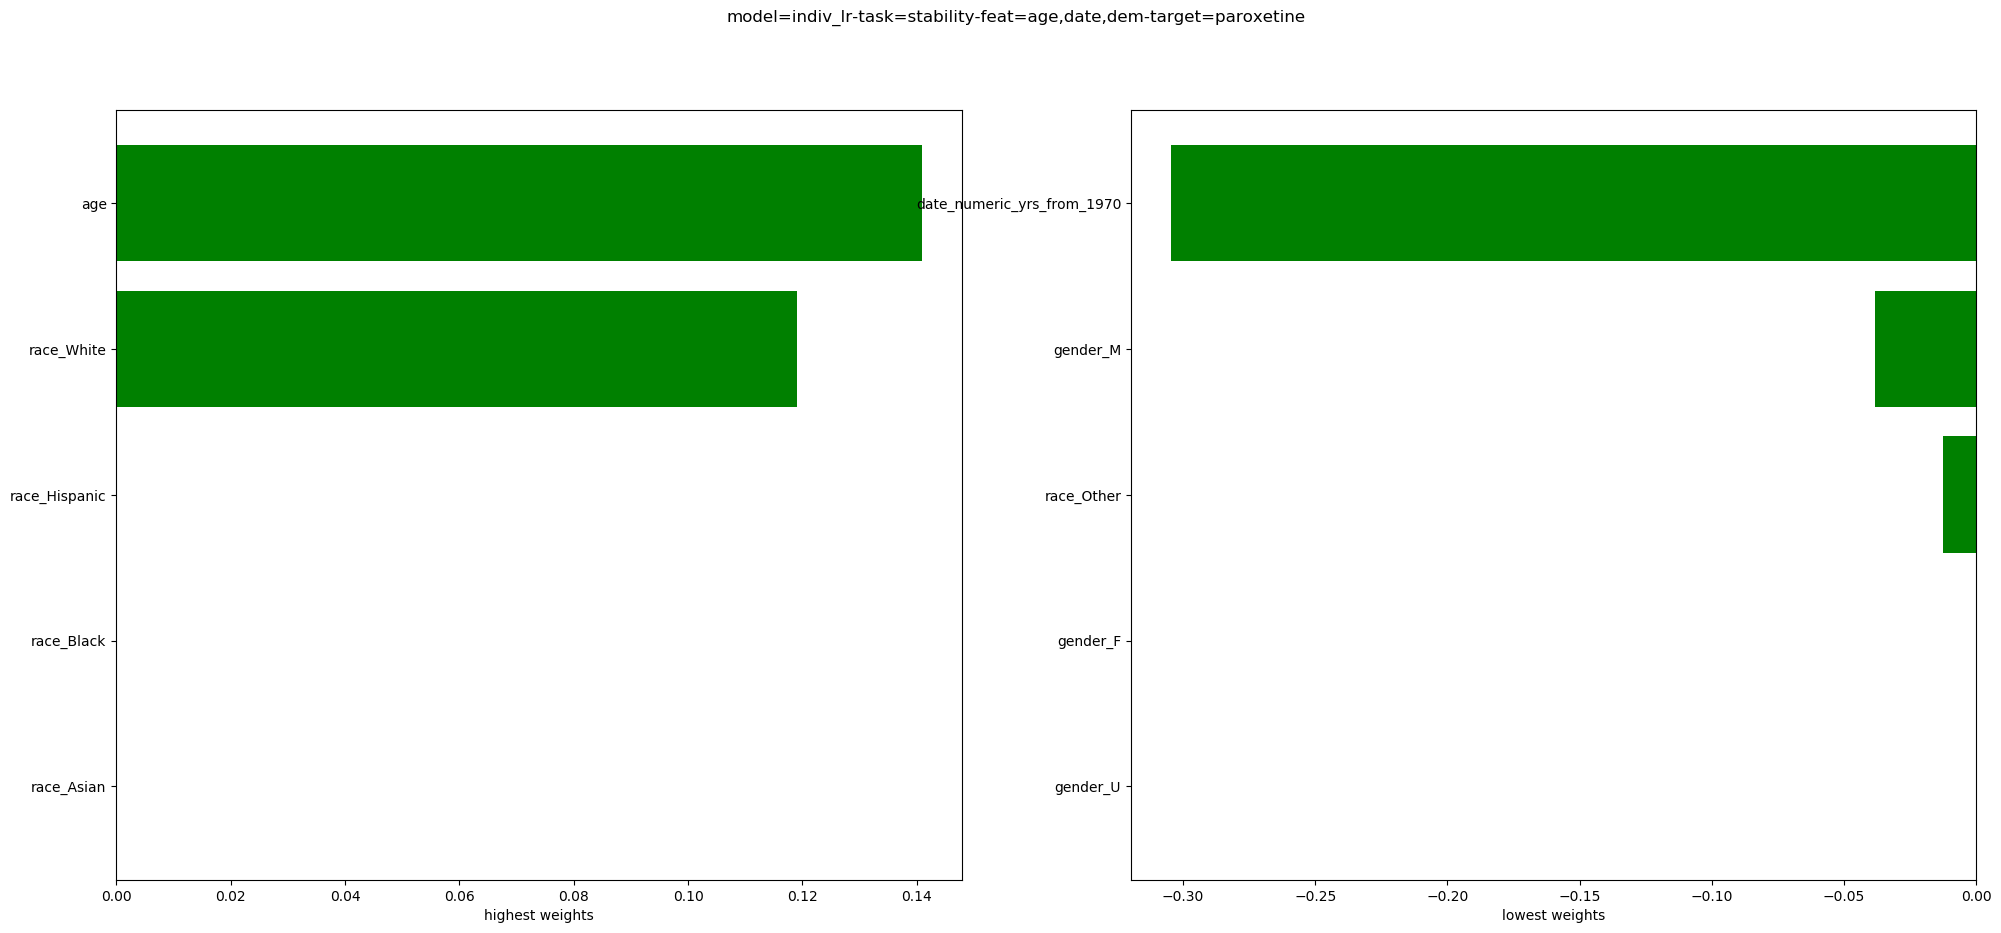 model=indiv_lr-task=stability-feat=age,date,dem-target=paroxetine
age
race_White
race_Hispanic
race_Black
race_Asian
0.00 0.02 0.04 0.06 0.08 0.10 0.12 0.14
highest weights
date_numeric_yrs_from_1970
gender_M
race_Other
gender_F
gender_U
−0.30 −0.25 −0.20 −0.15 −0.10 −0.05 0.00
lowest weights